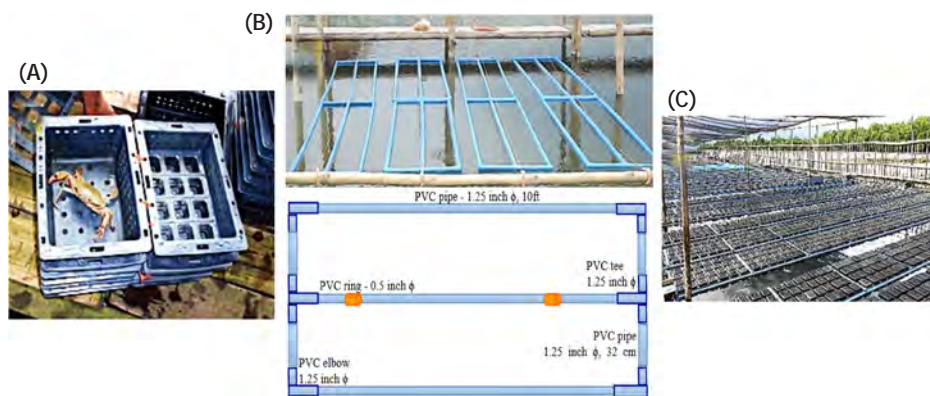 (A)
(B)
(C)
PVC pipe - 1.25 inch ϕ, 10ft
PVC ring - 0.5 inch ϕ
PVC tee
1.25 inch ϕ
PVC pipe
1.25 inch ϕ, 32 cm
PVC elbow
1.25 inch ϕ